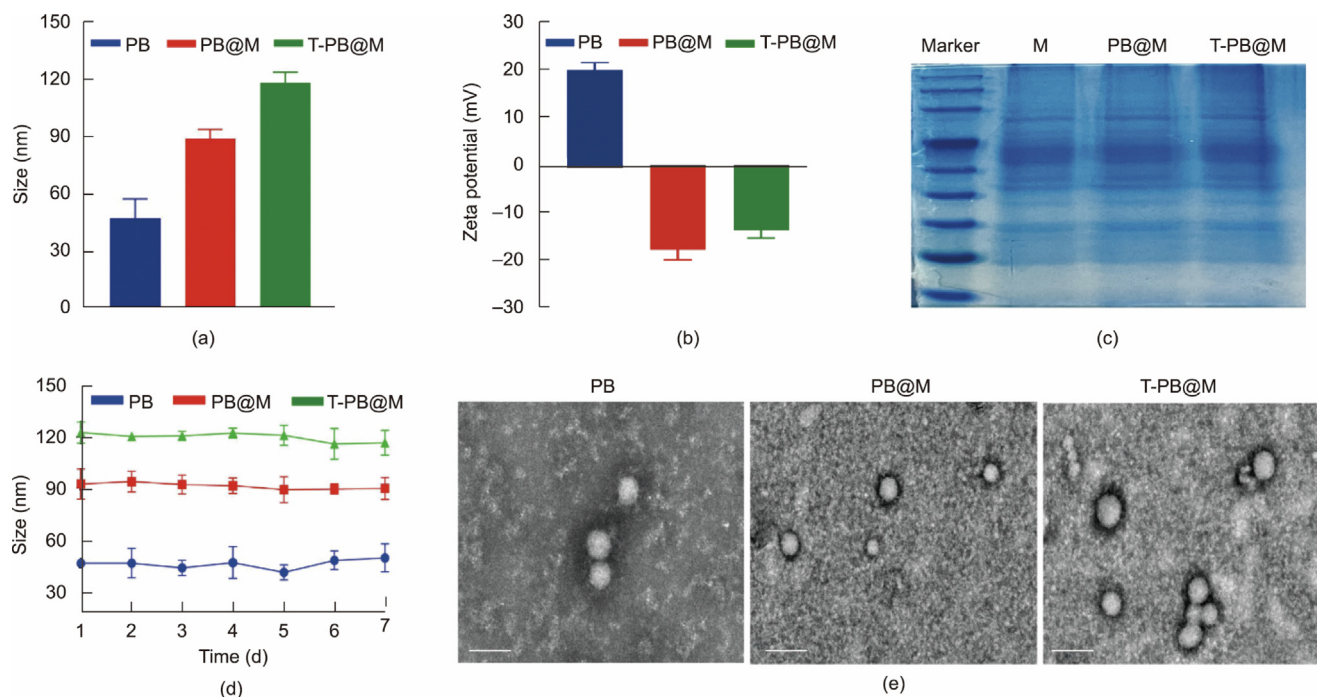 150
120
90
60
30
0
Size (nm)
PB PB@M T-PB@M
(a)
30
20
10
0
–10
–20
–30
Zeta potential (mV)
PB PB@M T-PB@M
(b)
Marker M PB@M T-PB@M
(c)
150
120
90
60
30
Size (nm)
PB PB@M T-PB@M
1 2 3 4 5 6 7
Time (d)
(d)
PB PB@M T-PB@M
(e)